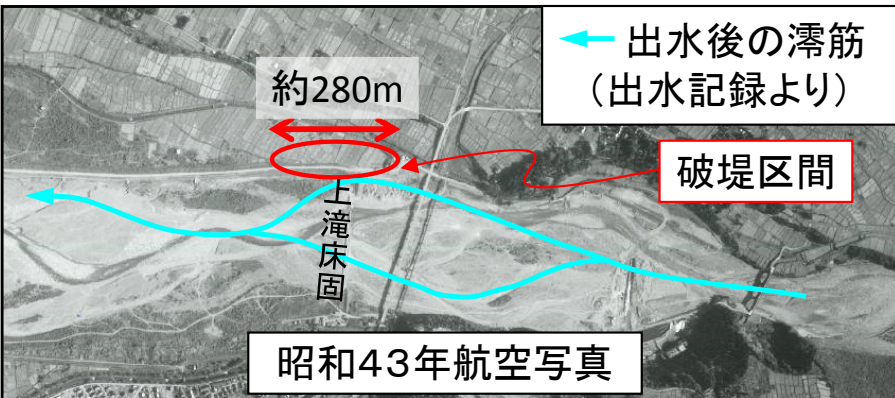 出水後の澪筋
（出水記録より）
約280m
破堤区間
上滝床固
昭和４３年航空写真